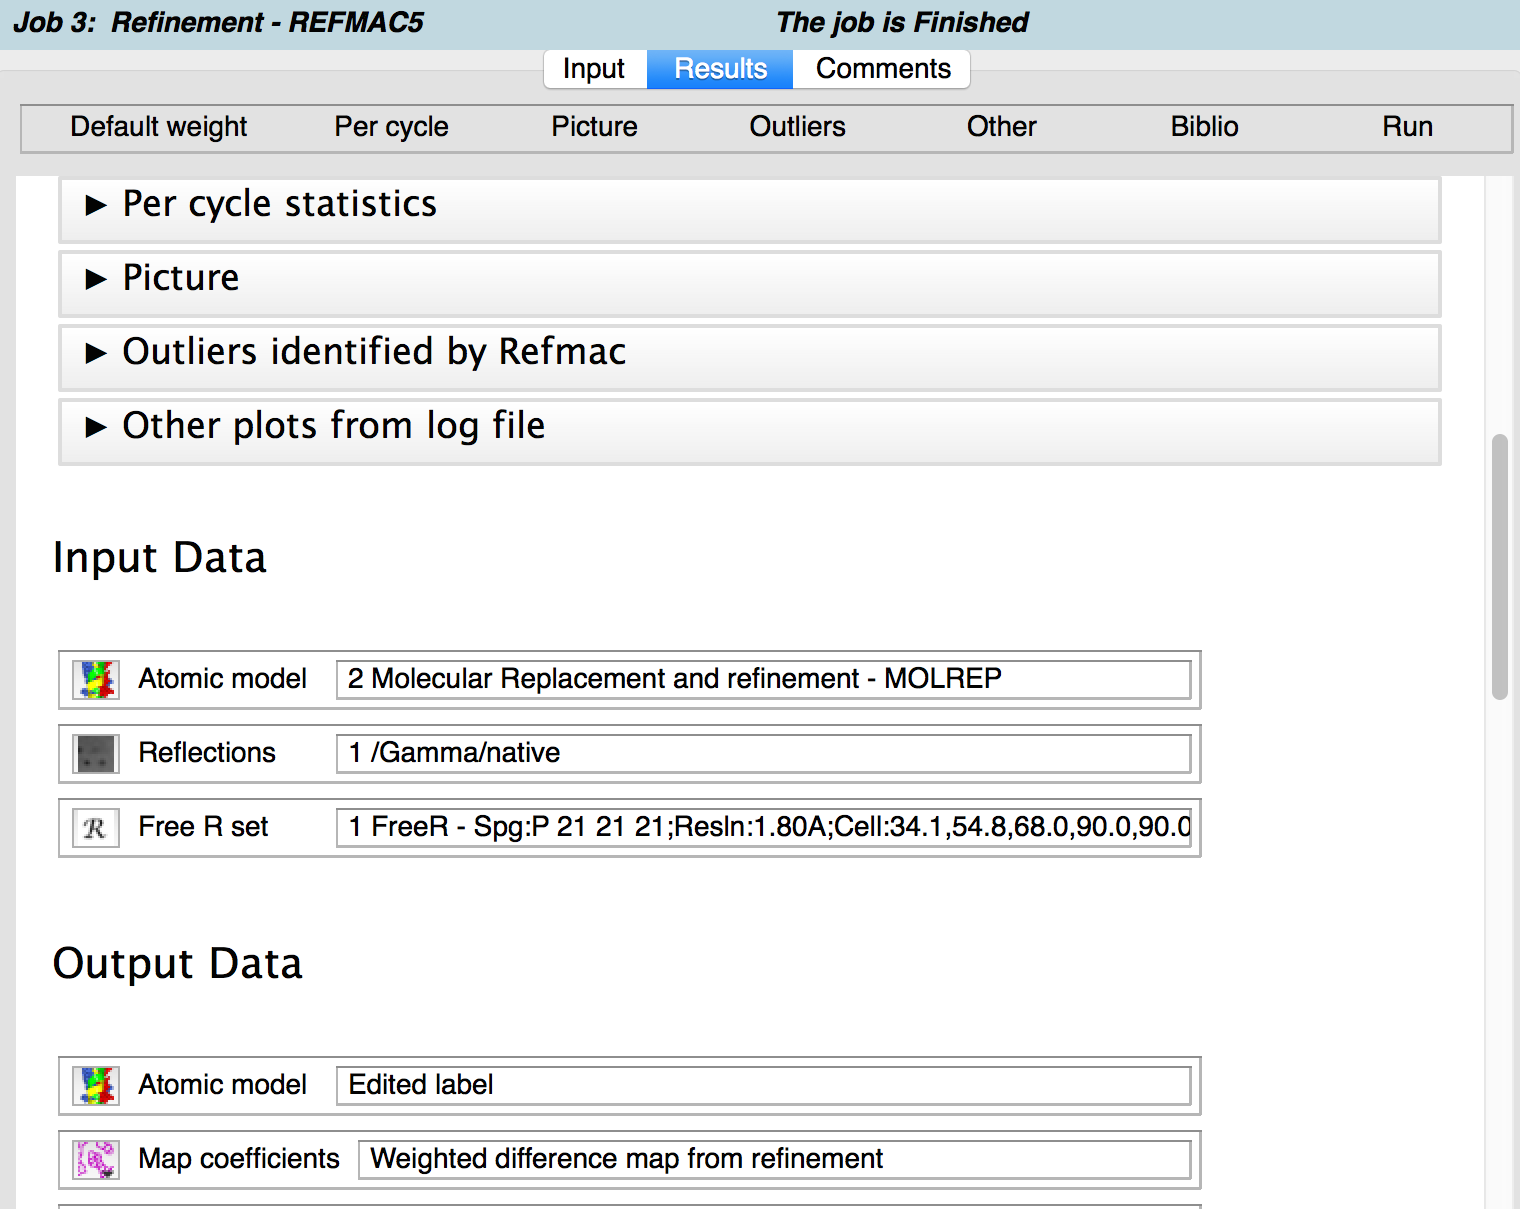 Job 3:  Refinement - REFMAC5
The job is Finished
Input Results Comments
Default weight Per cycle Picture Outliers Other Biblio Run
▶ Per cycle statistics
▶ Picture
▶ Outliers identified by Refmac
▶ Other plots from log file
Input Data
Atomic model 2 Molecular Replacement and refinement - MOLREP
Reflections 1 /Gamma/native
R Free R set 1 FreeR - Spg:P 21 21 21;Resln:1.80A;Cell:34.1,54.8,68.0,90.0,90.0
Output Data
Atomic model Edited label
Map coefficients Weighted difference map from refinement